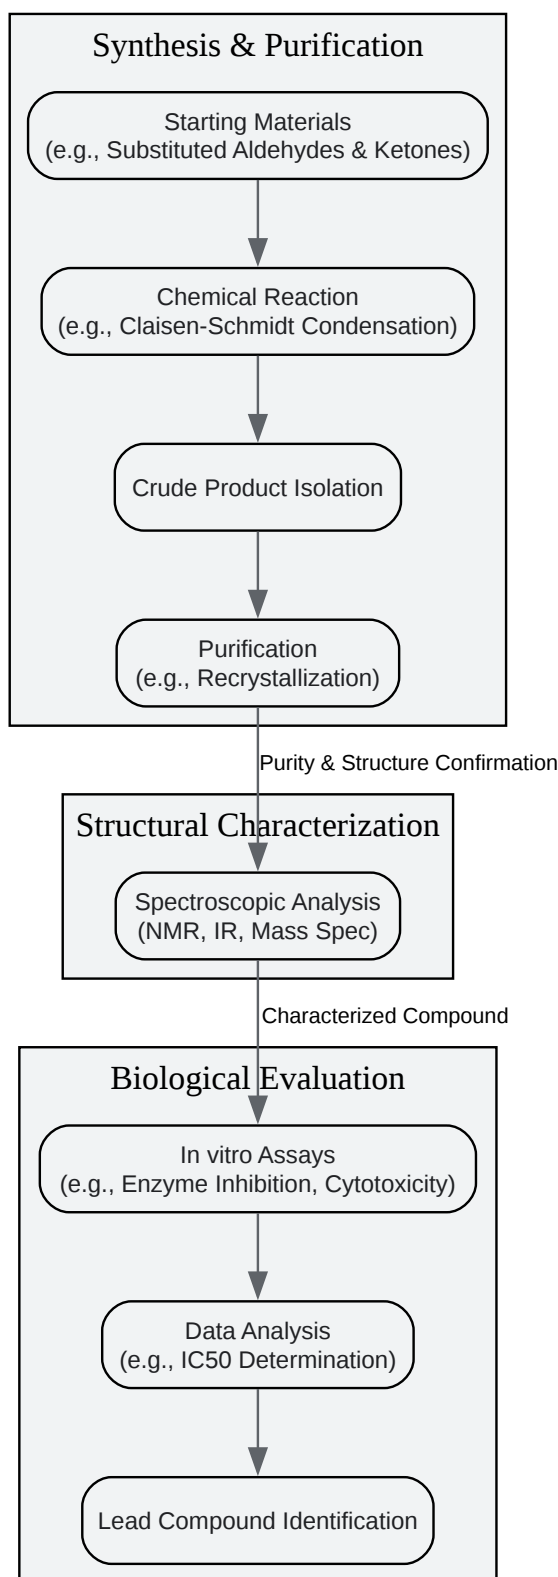 Synthesis & Purification
Starting Materials
(e.g., Substituted Aldehydes & Ketones)
Chemical Reaction
(e.g., Claisen-Schmidt Condensation)
Crude Product Isolation
Purification
(e.g., Recrystallization)
Purity & Structure Confirmation
Structural Characterization
Spectroscopic Analysis
(NMR, IR, Mass Spec)
Characterized Compound
Biological Evaluation
In vitro Assays
(e.g., Enzyme Inhibition, Cytotoxicity)
Data Analysis
(e.g., IC50 Determination)
Lead Compound Identification